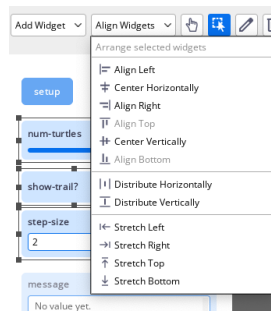 Add Widget
Align Widgets
Arrange selected widgets
Align Left
Center Horizontally
Align Right
Align Top
Center Vertically
Align Bottom
Distribute Horizontally
Distribute Vertically
Stretch Left
Stretch Right
Stretch Top
Stretch Bottom
setup
num-turtles
show-trail?
step-size
2
message
No value yet.